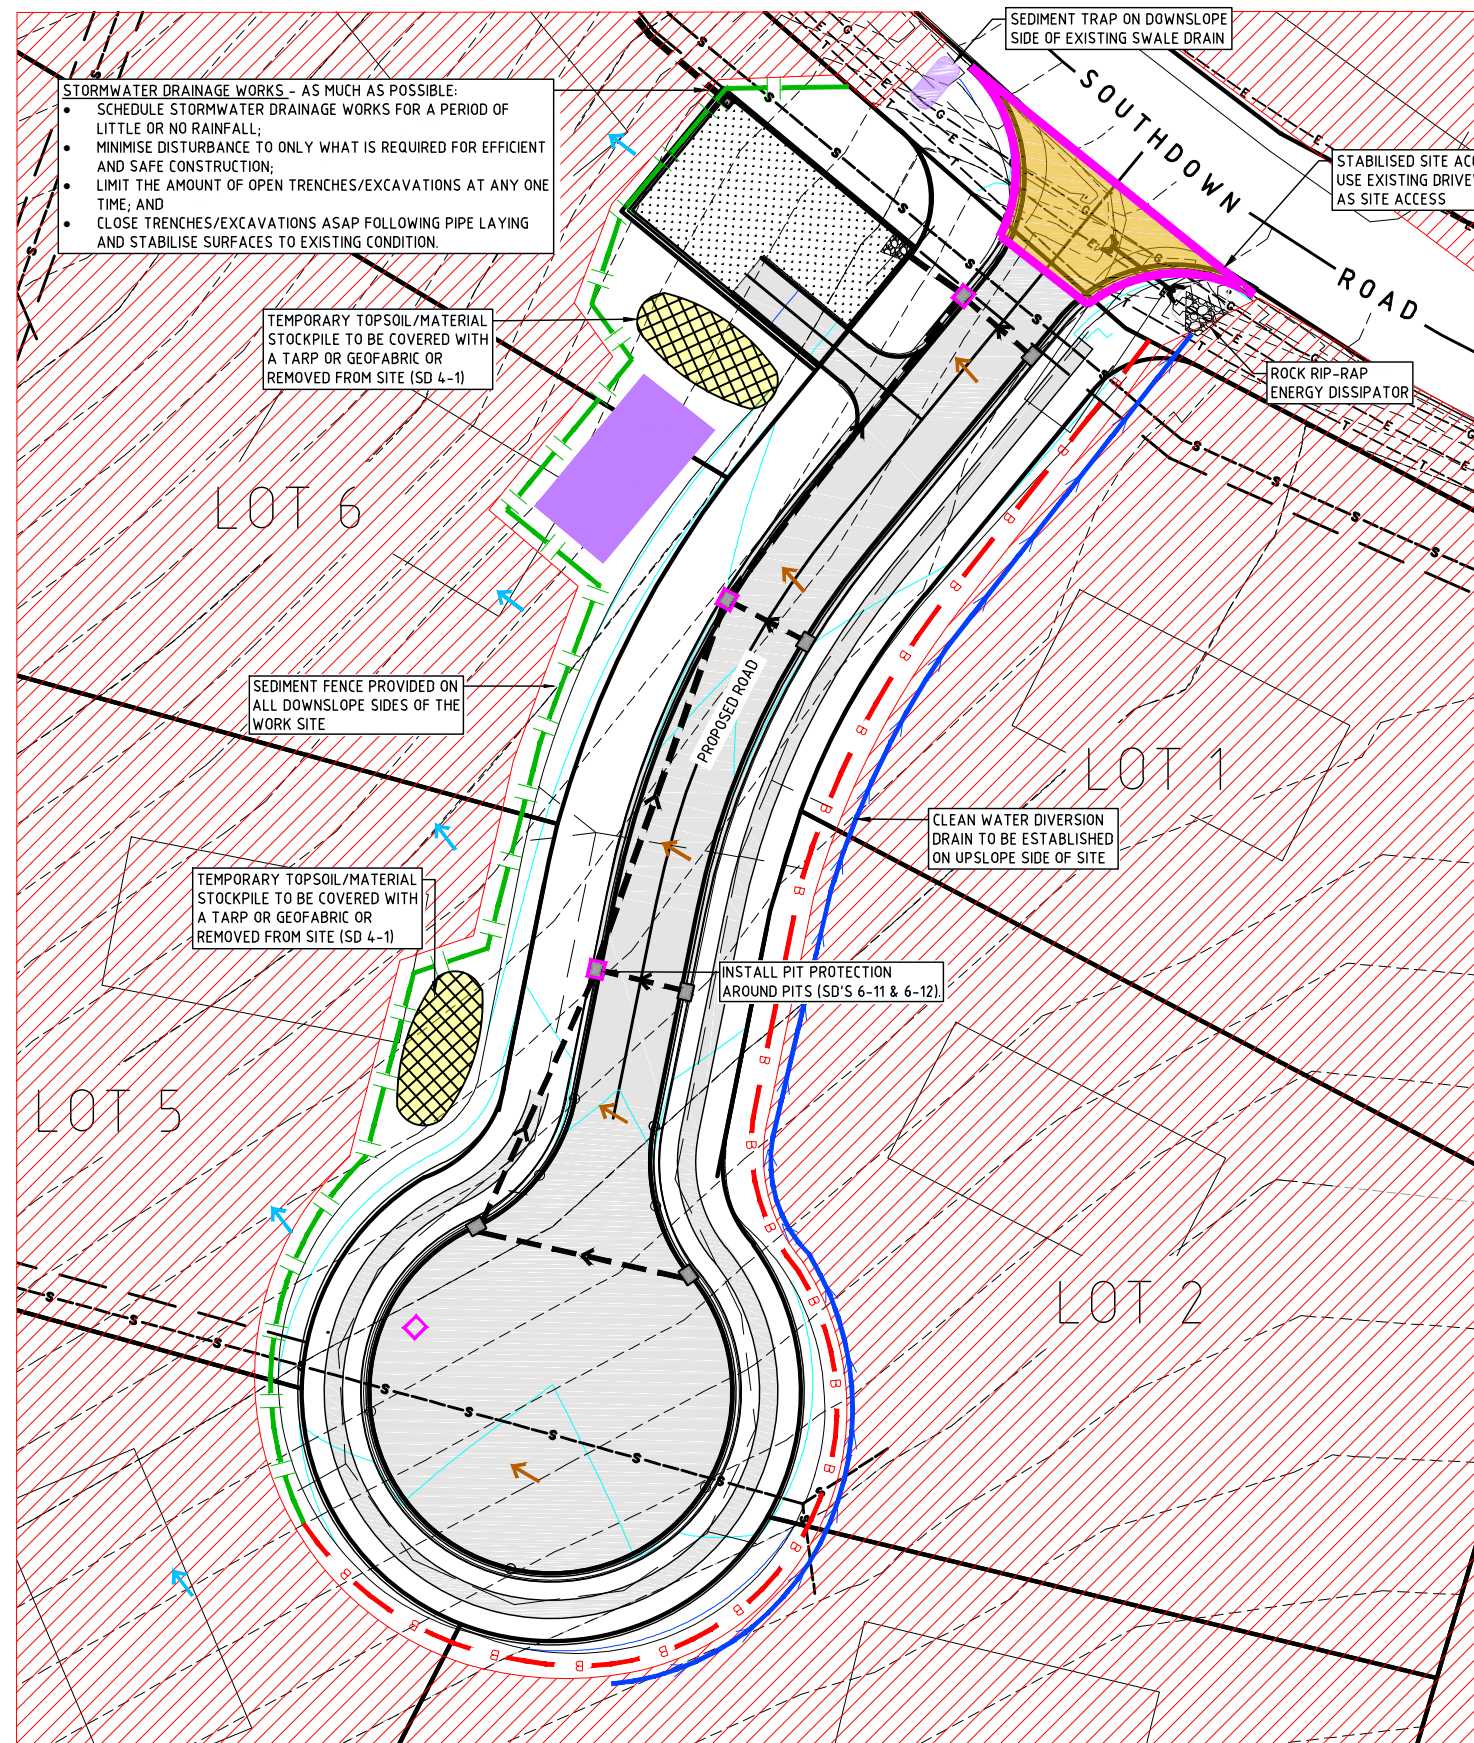 SEDIMENT TRAP ON DOWNSLOPE
SIDE OF EXISTING SWALE DRAIN
STORMWATER DRAINAGE WORKS - AS MUCH AS POSSIBLE:
• SCHEDULE STORMWATER DRAINAGE WORKS FOR A PERIOD OF
LITTLE OR NO RAINFALL;
• MINIMISE DISTURBANCE TO ONLY WHAT IS REQUIRED FOR EFFICIENT
AND SAFE CONSTRUCTION;
• LIMIT THE AMOUNT OF OPEN TRENCHES/EXCAVATIONS AT ANY ONE
TIME; AND
• CLOSE TRENCHES/EXCAVATIONS ASAP FOLLOWING PIPE LAYING
AND STABILISE SURFACES TO EXISTING CONDITION.
SOUTHDOWN ROAD
STABILISED SITE ACC
USE EXISTING DRIVE
AS SITE ACCESS
TEMPORARY TOPSOIL/MATERIAL
STOCKPILE TO BE COVERED WITH
A TARP OR GEOFABRIC OR
REMOVED FROM SITE (SD 4-1)
ROCK RIP-RAP
ENERGY DISSIPATOR
LOT 6
SEDIMENT FENCE PROVIDED ON
ALL DOWNSLOPE SIDES OF THE
WORK SITE
PROPOSED ROAD
LOT 1
CLEAN WATER DIVERSION
DRAIN TO BE ESTABLISHED
ON UPSLOPE SIDE OF SITE
TEMPORARY TOPSOIL/MATERIAL
STOCKPILE TO BE COVERED WITH
A TARP OR GEOFABRIC OR
REMOVED FROM SITE (SD 4-1)
INSTALL PIT PROTECTION
AROUND PITS (SD'S 6-11 & 6-12).
LOT 5
LOT 2